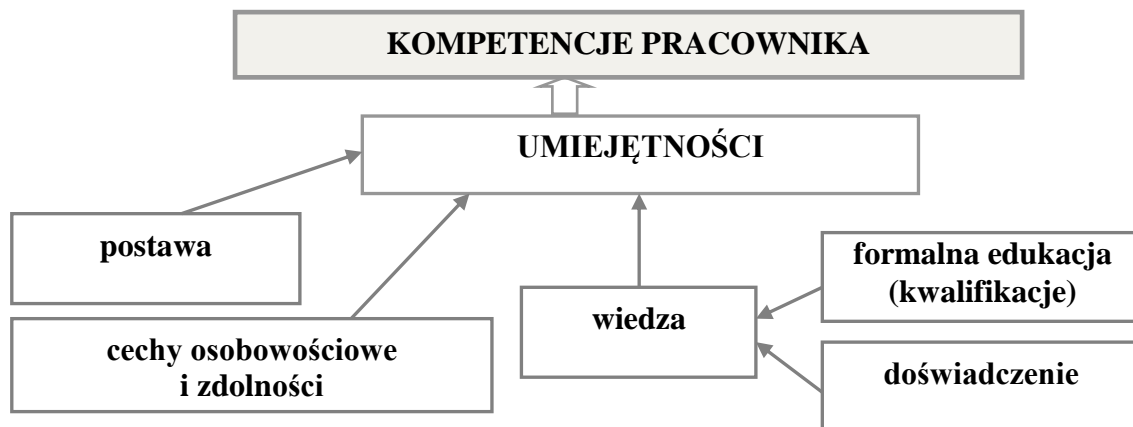 KOMPETENCJE PRACOWNIKA
UMIEJĘTNOŚCI
postawa
formalna edukacja
(kwalifikacje)
wiedza
cechy osobowościowe
i zdolności
doświadczenie